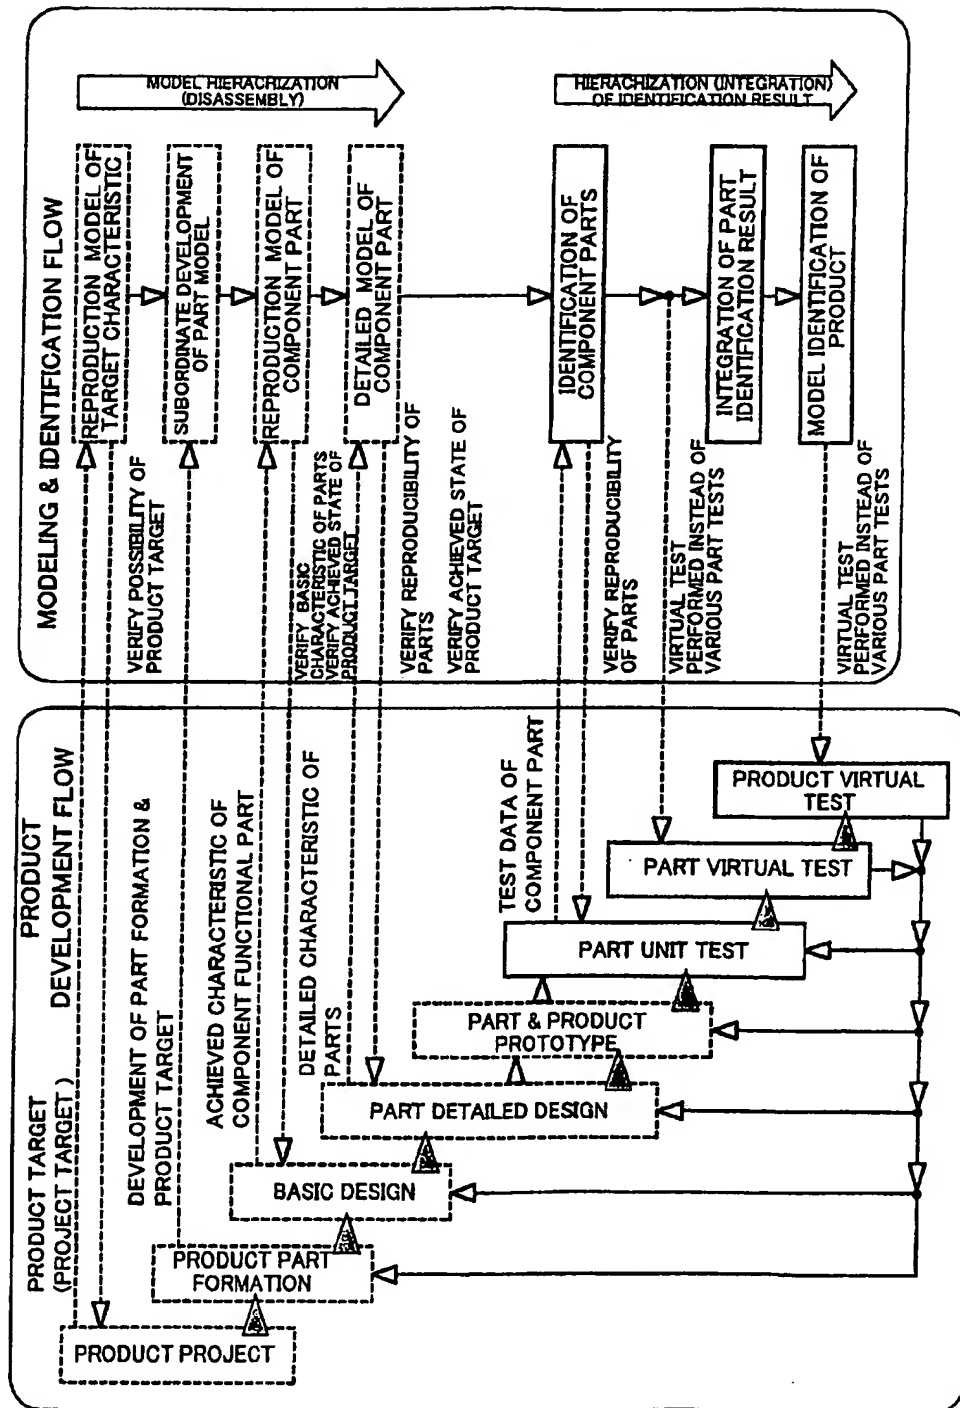 MODELING & IDENTIFICATION FLOW
MODEL HIERACHIZATION
(DISASSEMBLY)
HIERACHIZATION (INTEGRATION)
OF IDENTIFICATION RESULT
REPRODUCTION MODEL OF
TARGET CHARACTERISTIC
SUBORDINATE DEVELOPMENT
OF PART MODEL
REPRODUCTION MODEL OF
COMPONENT PART
DETAILED MODEL OF
COMPONENT PART
IDENTIFICATION OF
COMPONENT PARTS
INTEGRATION OF PART
IDENTIFICATION RESULT
MODEL IDENTIFICATION OF
PRODUCT
VERIFY POSSIBILITY OF
PRODUCT TARGET
VERIFY BASIC
CHARACTERISTIC OF PARTS
VERIFY ACHIEVED STATE OF
PRODUCT TARGET
VERIFY REPRODUCIBILITY OF
PARTS
VERIFY ACHIEVED STATE OF
PRODUCT TARGET
VERIFY REPRODUCIBILITY
OF PARTS
VIRTUAL TEST
PERFORMED INSTEAD OF
VARIOUS PART TESTS
VIRTUAL TEST
PERFORMED INSTEAD OF
VARIOUS PART TESTS
PRODUCT
DEVELOPMENT FLOW
PRODUCT TARGET
(PROJECT TARGET)
DEVELOPMENT OF PART FORMATION &
PRODUCT TARGET
ACHIEVED CHARACTERISTIC OF
COMPONENT FUNCTIONAL PART
DETAILED CHARACTERISTIC OF
PARTS
TEST DATA OF
COMPONENT PART
PRODUCT PROJECT
PRODUCT PART
FORMATION
BASIC DESIGN
PART DETAILED DESIGN
PART & PRODUCT
PROTOTYPE
PART UNIT TEST
PART VIRTUAL TEST
PRODUCT VIRTUAL
TEST